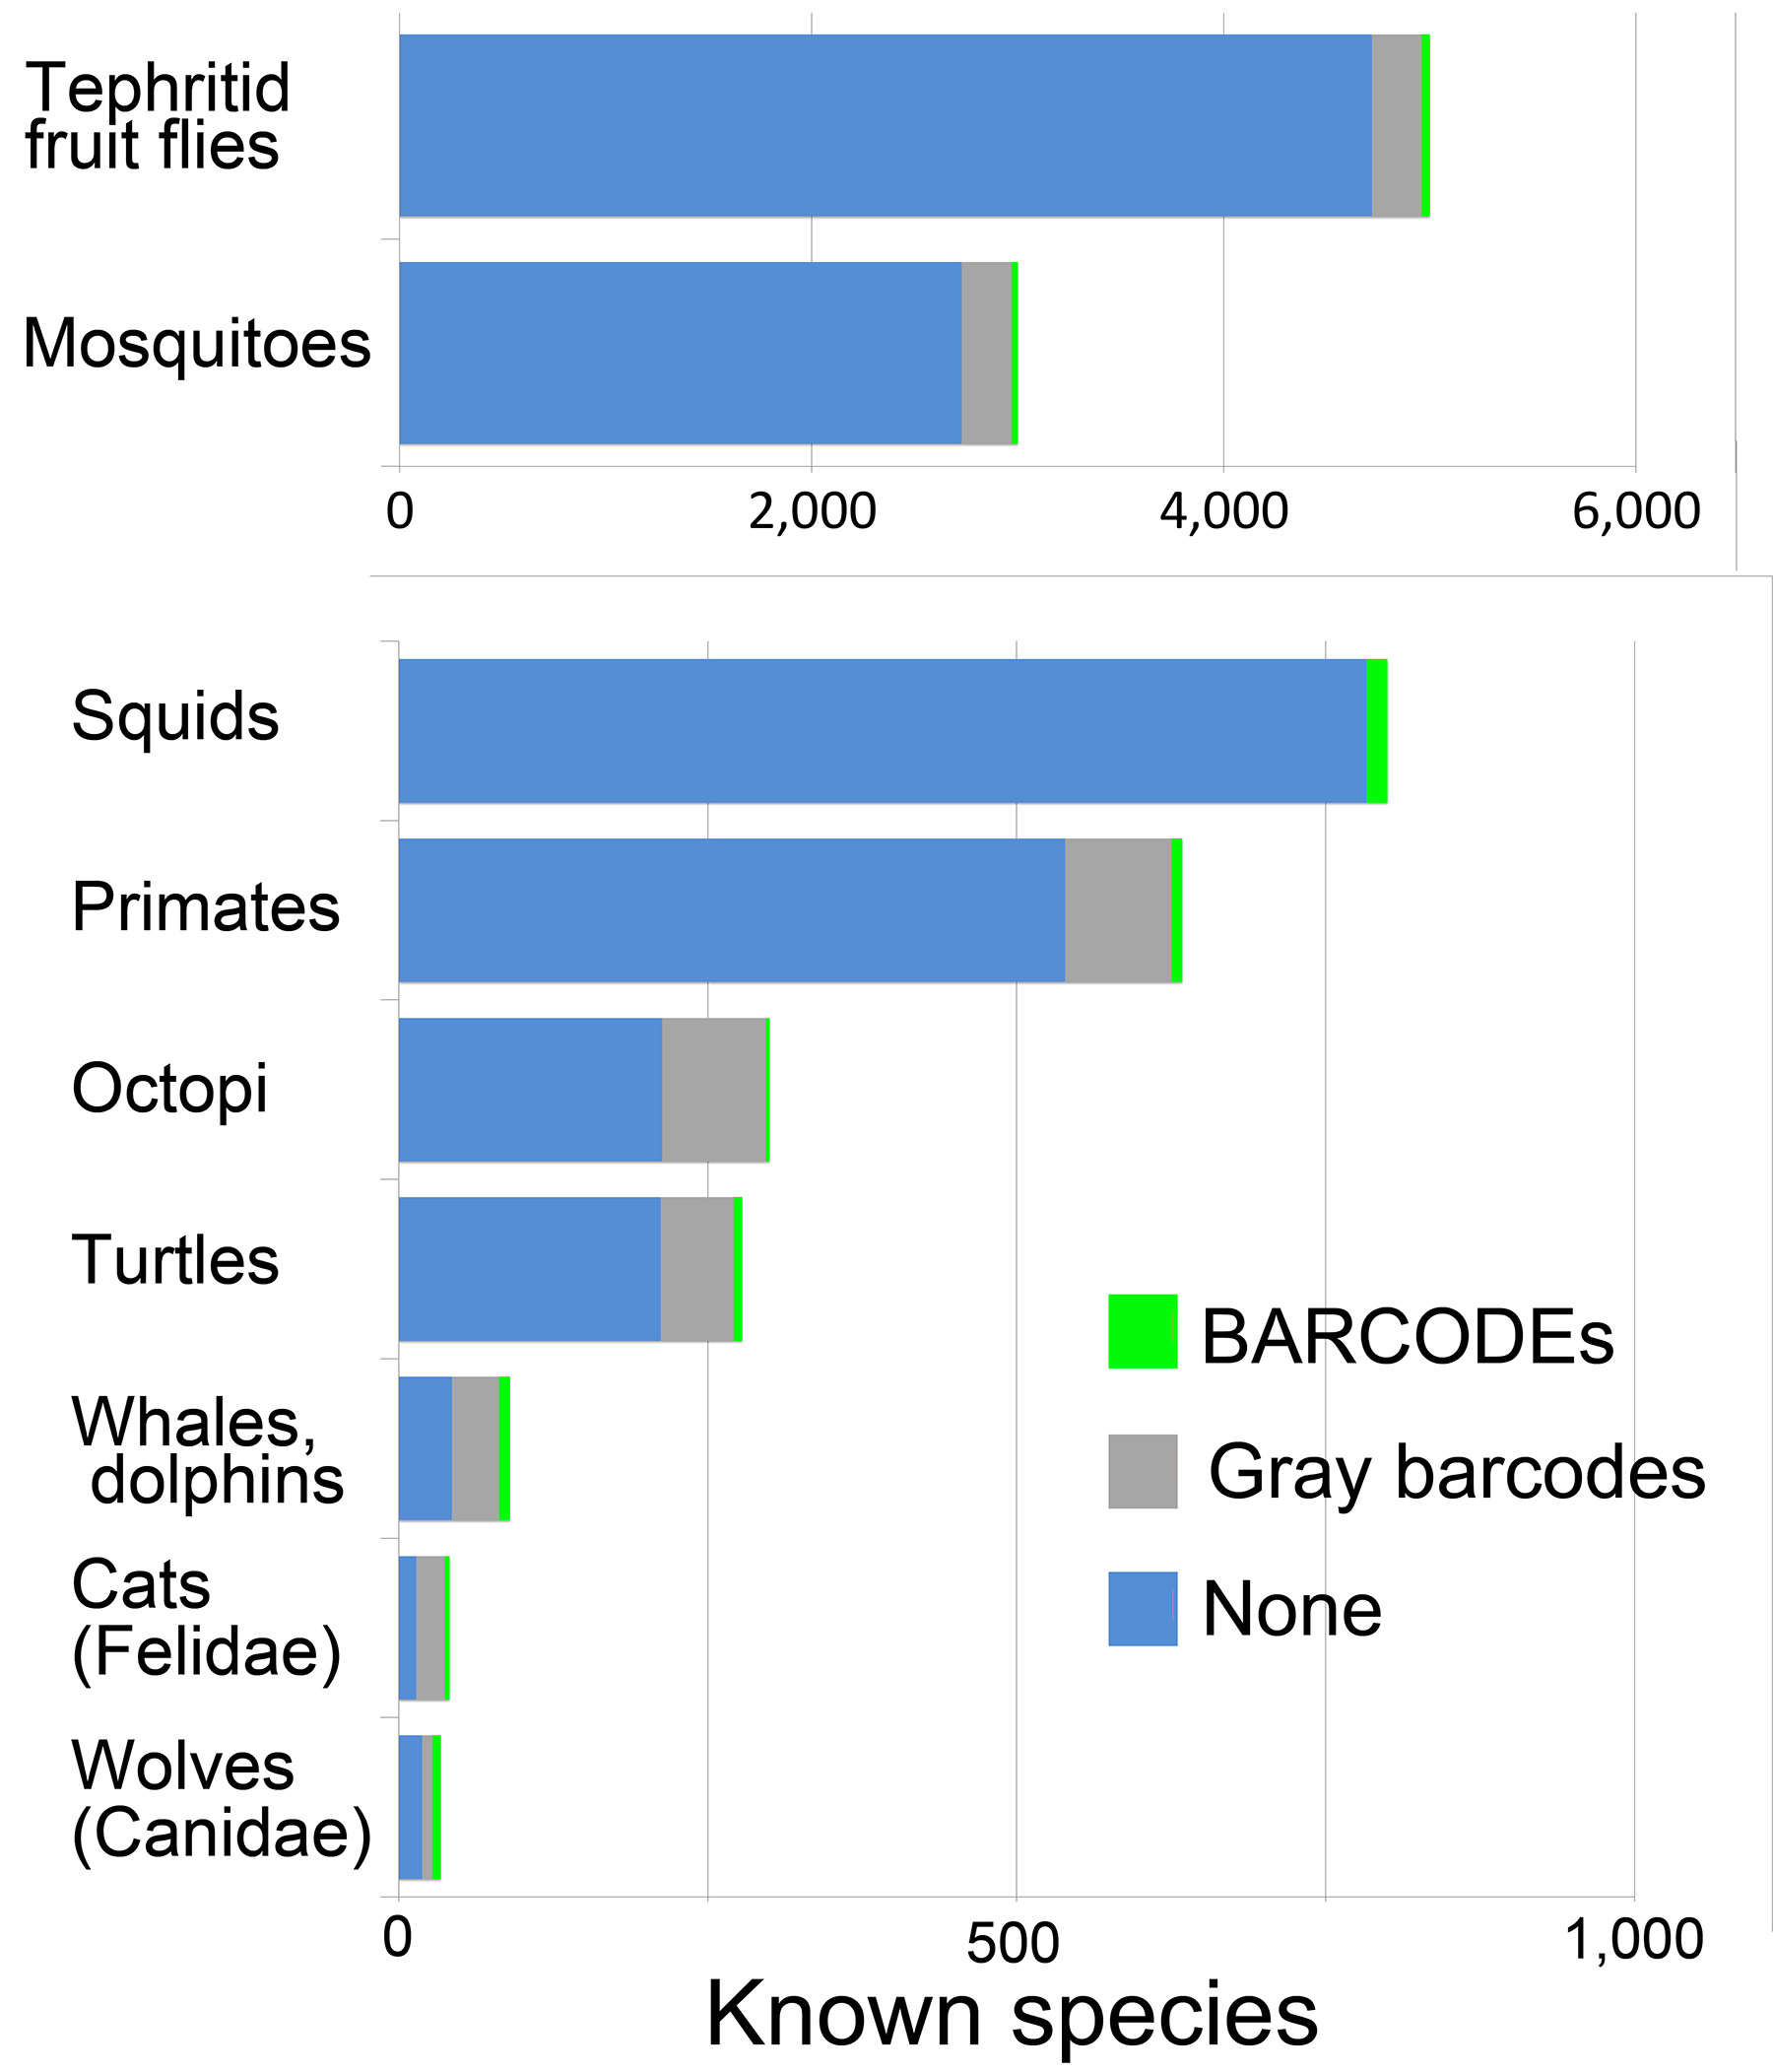 Tephritid
fruit flies
Mosquitoes
0 2,000 4,000 6,000
Squids
Primates
Octopi
Turtles
Whales,
dolphins
Cats
(Felidae)
Wolves
(Canidae)
BARCODEs
Gray barcodes
None
0 500 1,000
Known species